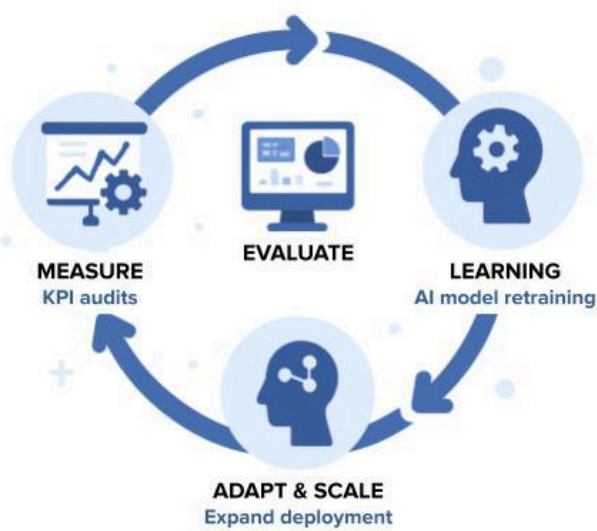 EVALUATE
MEASURE
KPI audits
LEARNING
AI model retraining
ADAPT & SCALE
Expand deployment